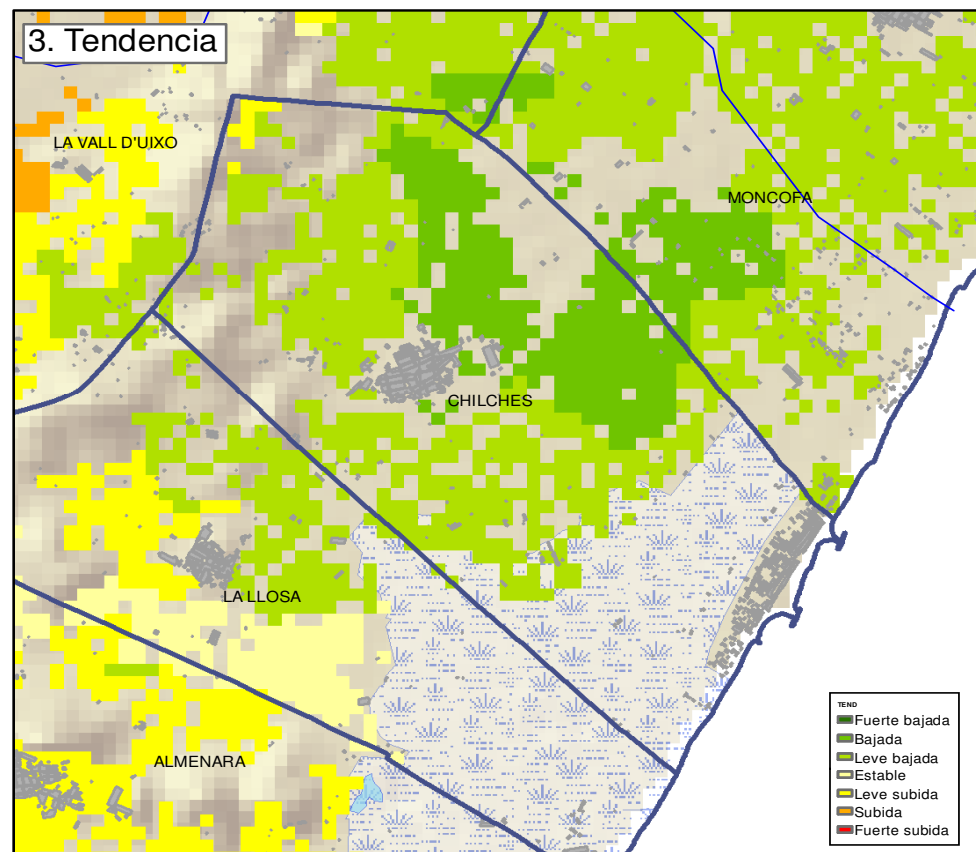 3. Tendencia
LA VALL D'UIXO
MONCOFA
CHILCHES
LA LLOSA
ALMENARA
TEND
Fuerte bajada
Bajada
Leve bajada
Estable
Leve subida
Subida
Fuerte subida